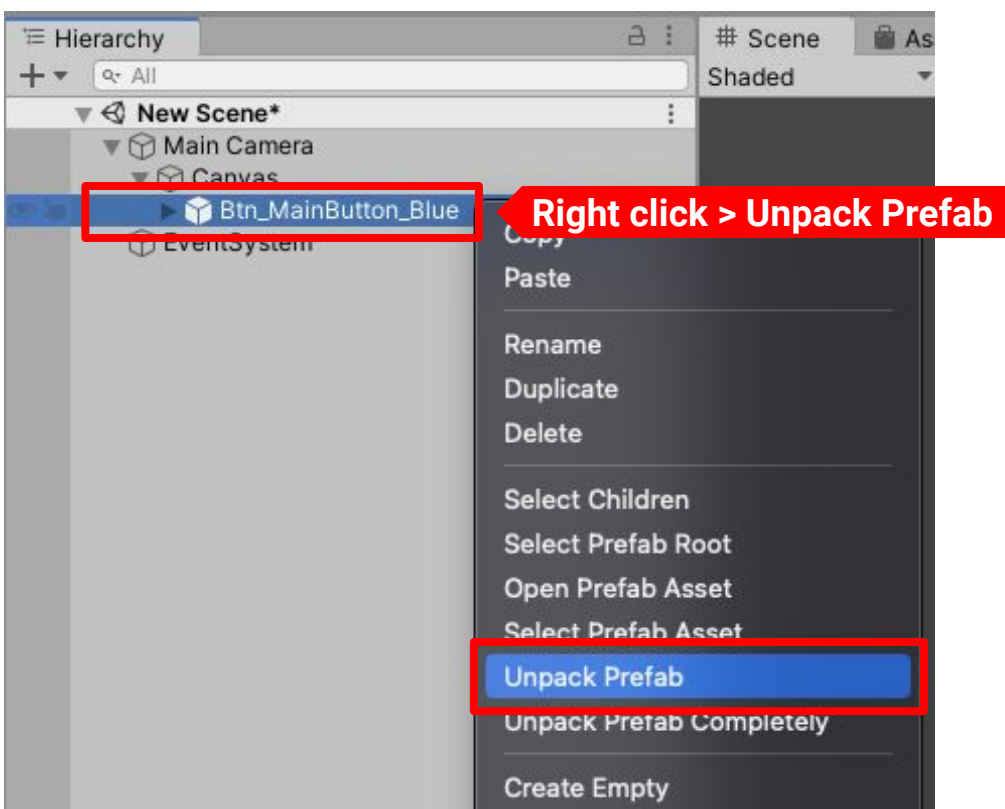 Hierarchy
# Scene
As
All
Shaded
New Scene*
Main Camera
Canvas
Btn_MainButton_Blue
Right click > Unpack Prefab
EventSystem
Copy
Paste
Rename
Duplicate
Delete
Select Children
Select Prefab Root
Open Prefab Asset
Select Prefab Asset
Unpack Prefab
Unpack Prefab Completely
Create Empty